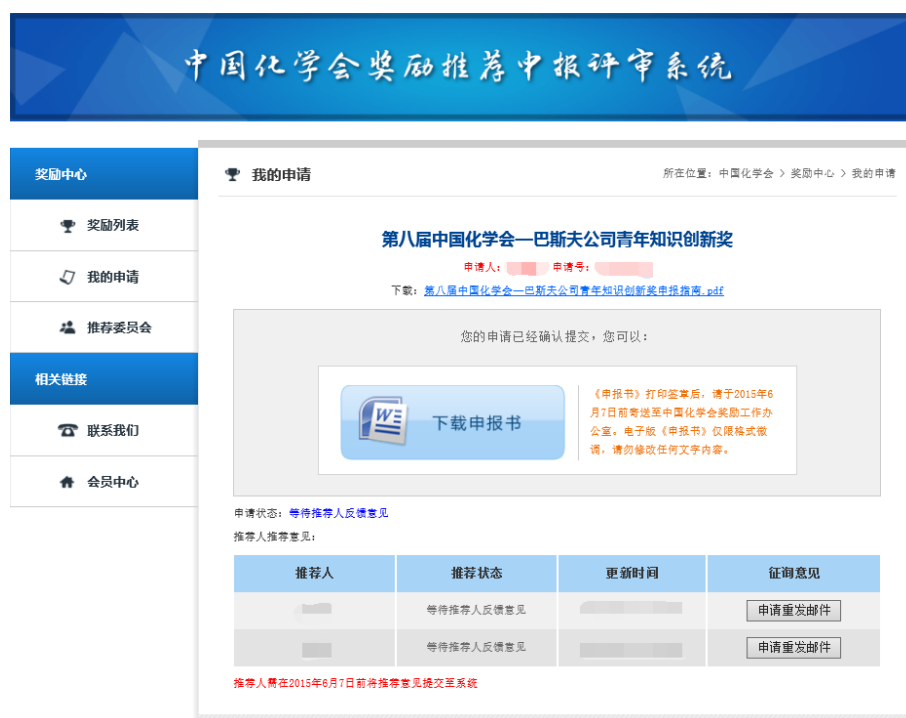 中国化学会奖励推荐申报评审系统
奖励中心
奖励列表
我的申请
推荐委员会
相关链接
联系我们
会员中心
我的申请
所在位置：中国化学会 > 奖励中心 > 我的申请
第八届中国化学会—巴斯夫公司青年知识创新奖
申请人： 申请号：
下载：第八届中国化学会—巴斯夫公司青年知识创新奖申报指南.pdf
您的申请已经确认提交，您可以：
下载申报书
《申报书》打印签章后，请于2015年6
月7日前寄送至中国化学会奖励工作办
公室。电子版《申报书》仅限格式微
调，请勿修改任何文字内容。
申请状态：等待推荐人反馈意见
推荐人推荐意见：
推荐人 推荐状态 更新时间 征询意见
等待推荐人反馈意见 申请重发邮件
等待推荐人反馈意见 申请重发邮件
推荐人需在2015年6月7日前将推荐意见提交至系统